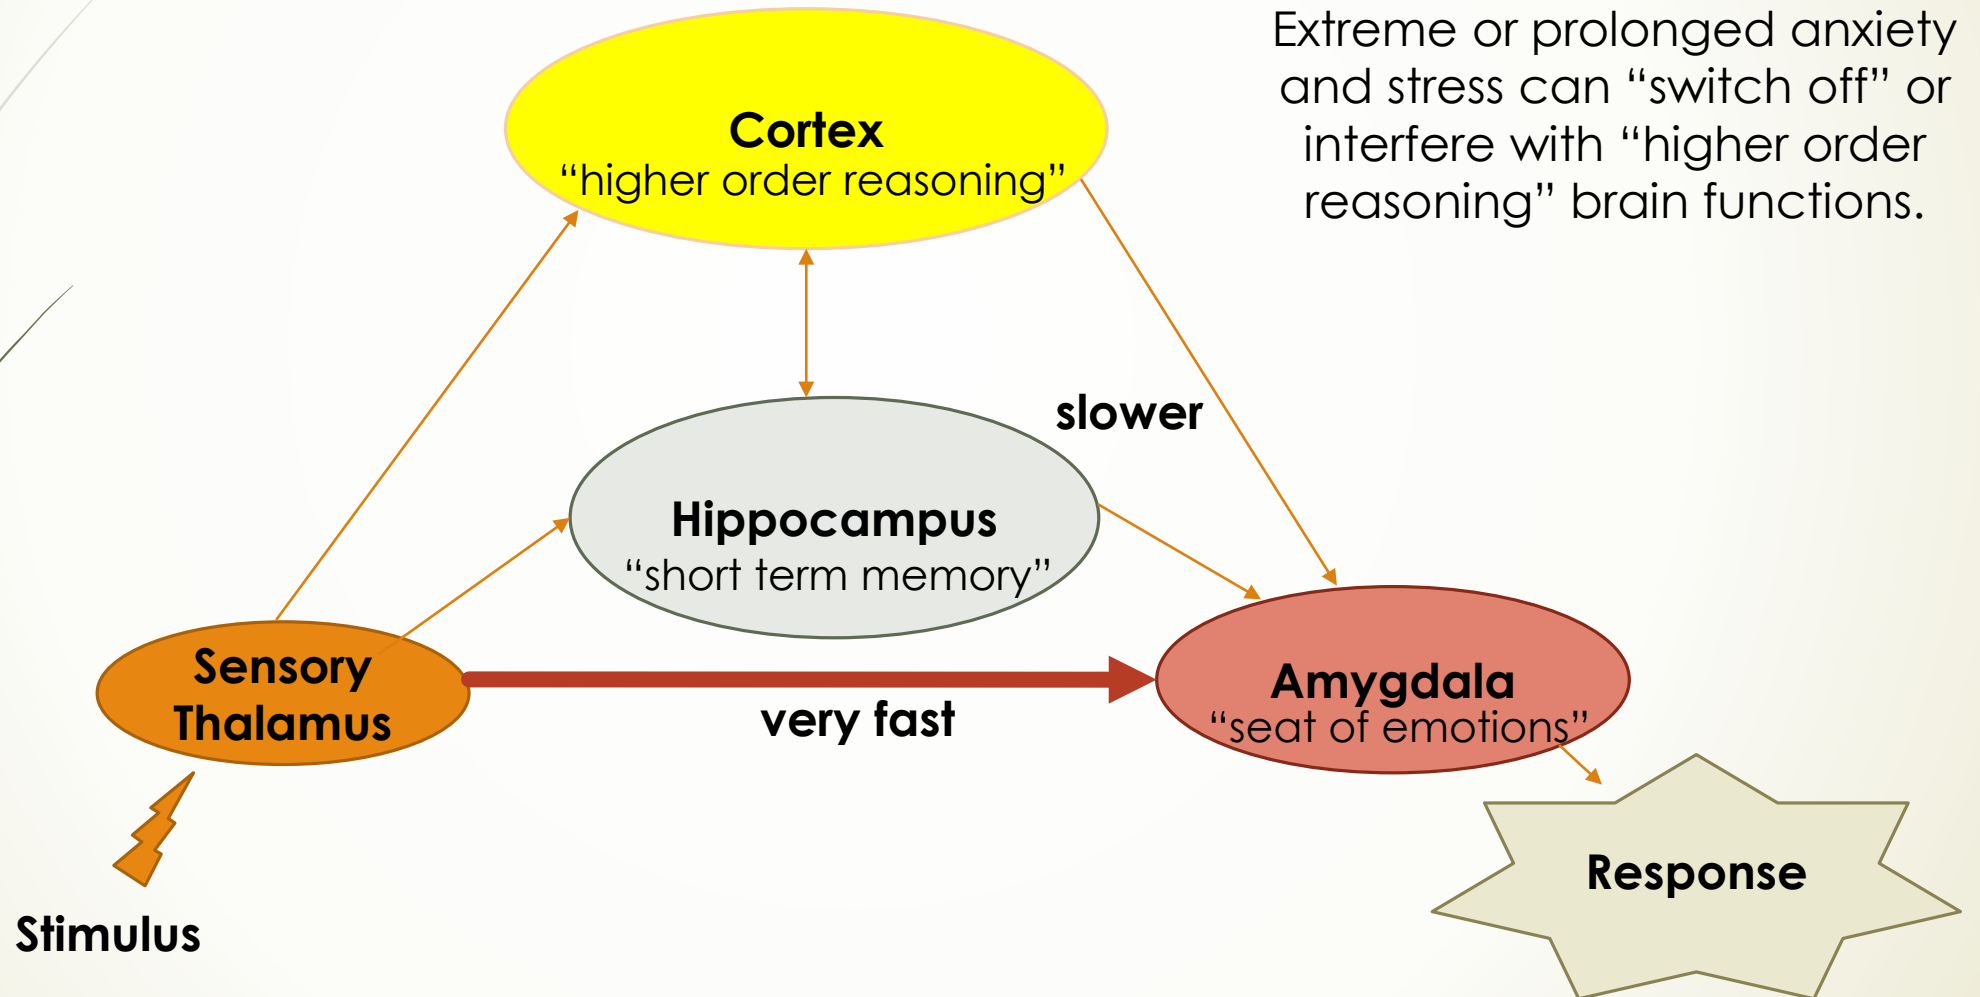 Extreme or prolonged anxiety
and stress can “switch off” or
interfere with “higher order
reasoning” brain functions.
Cortex
“higher order reasoning”
slower
Hippocampus
“short term memory”
Sensory
Thalamus
very fast
Amygdala
“seat of emotions”
Response
Stimulus